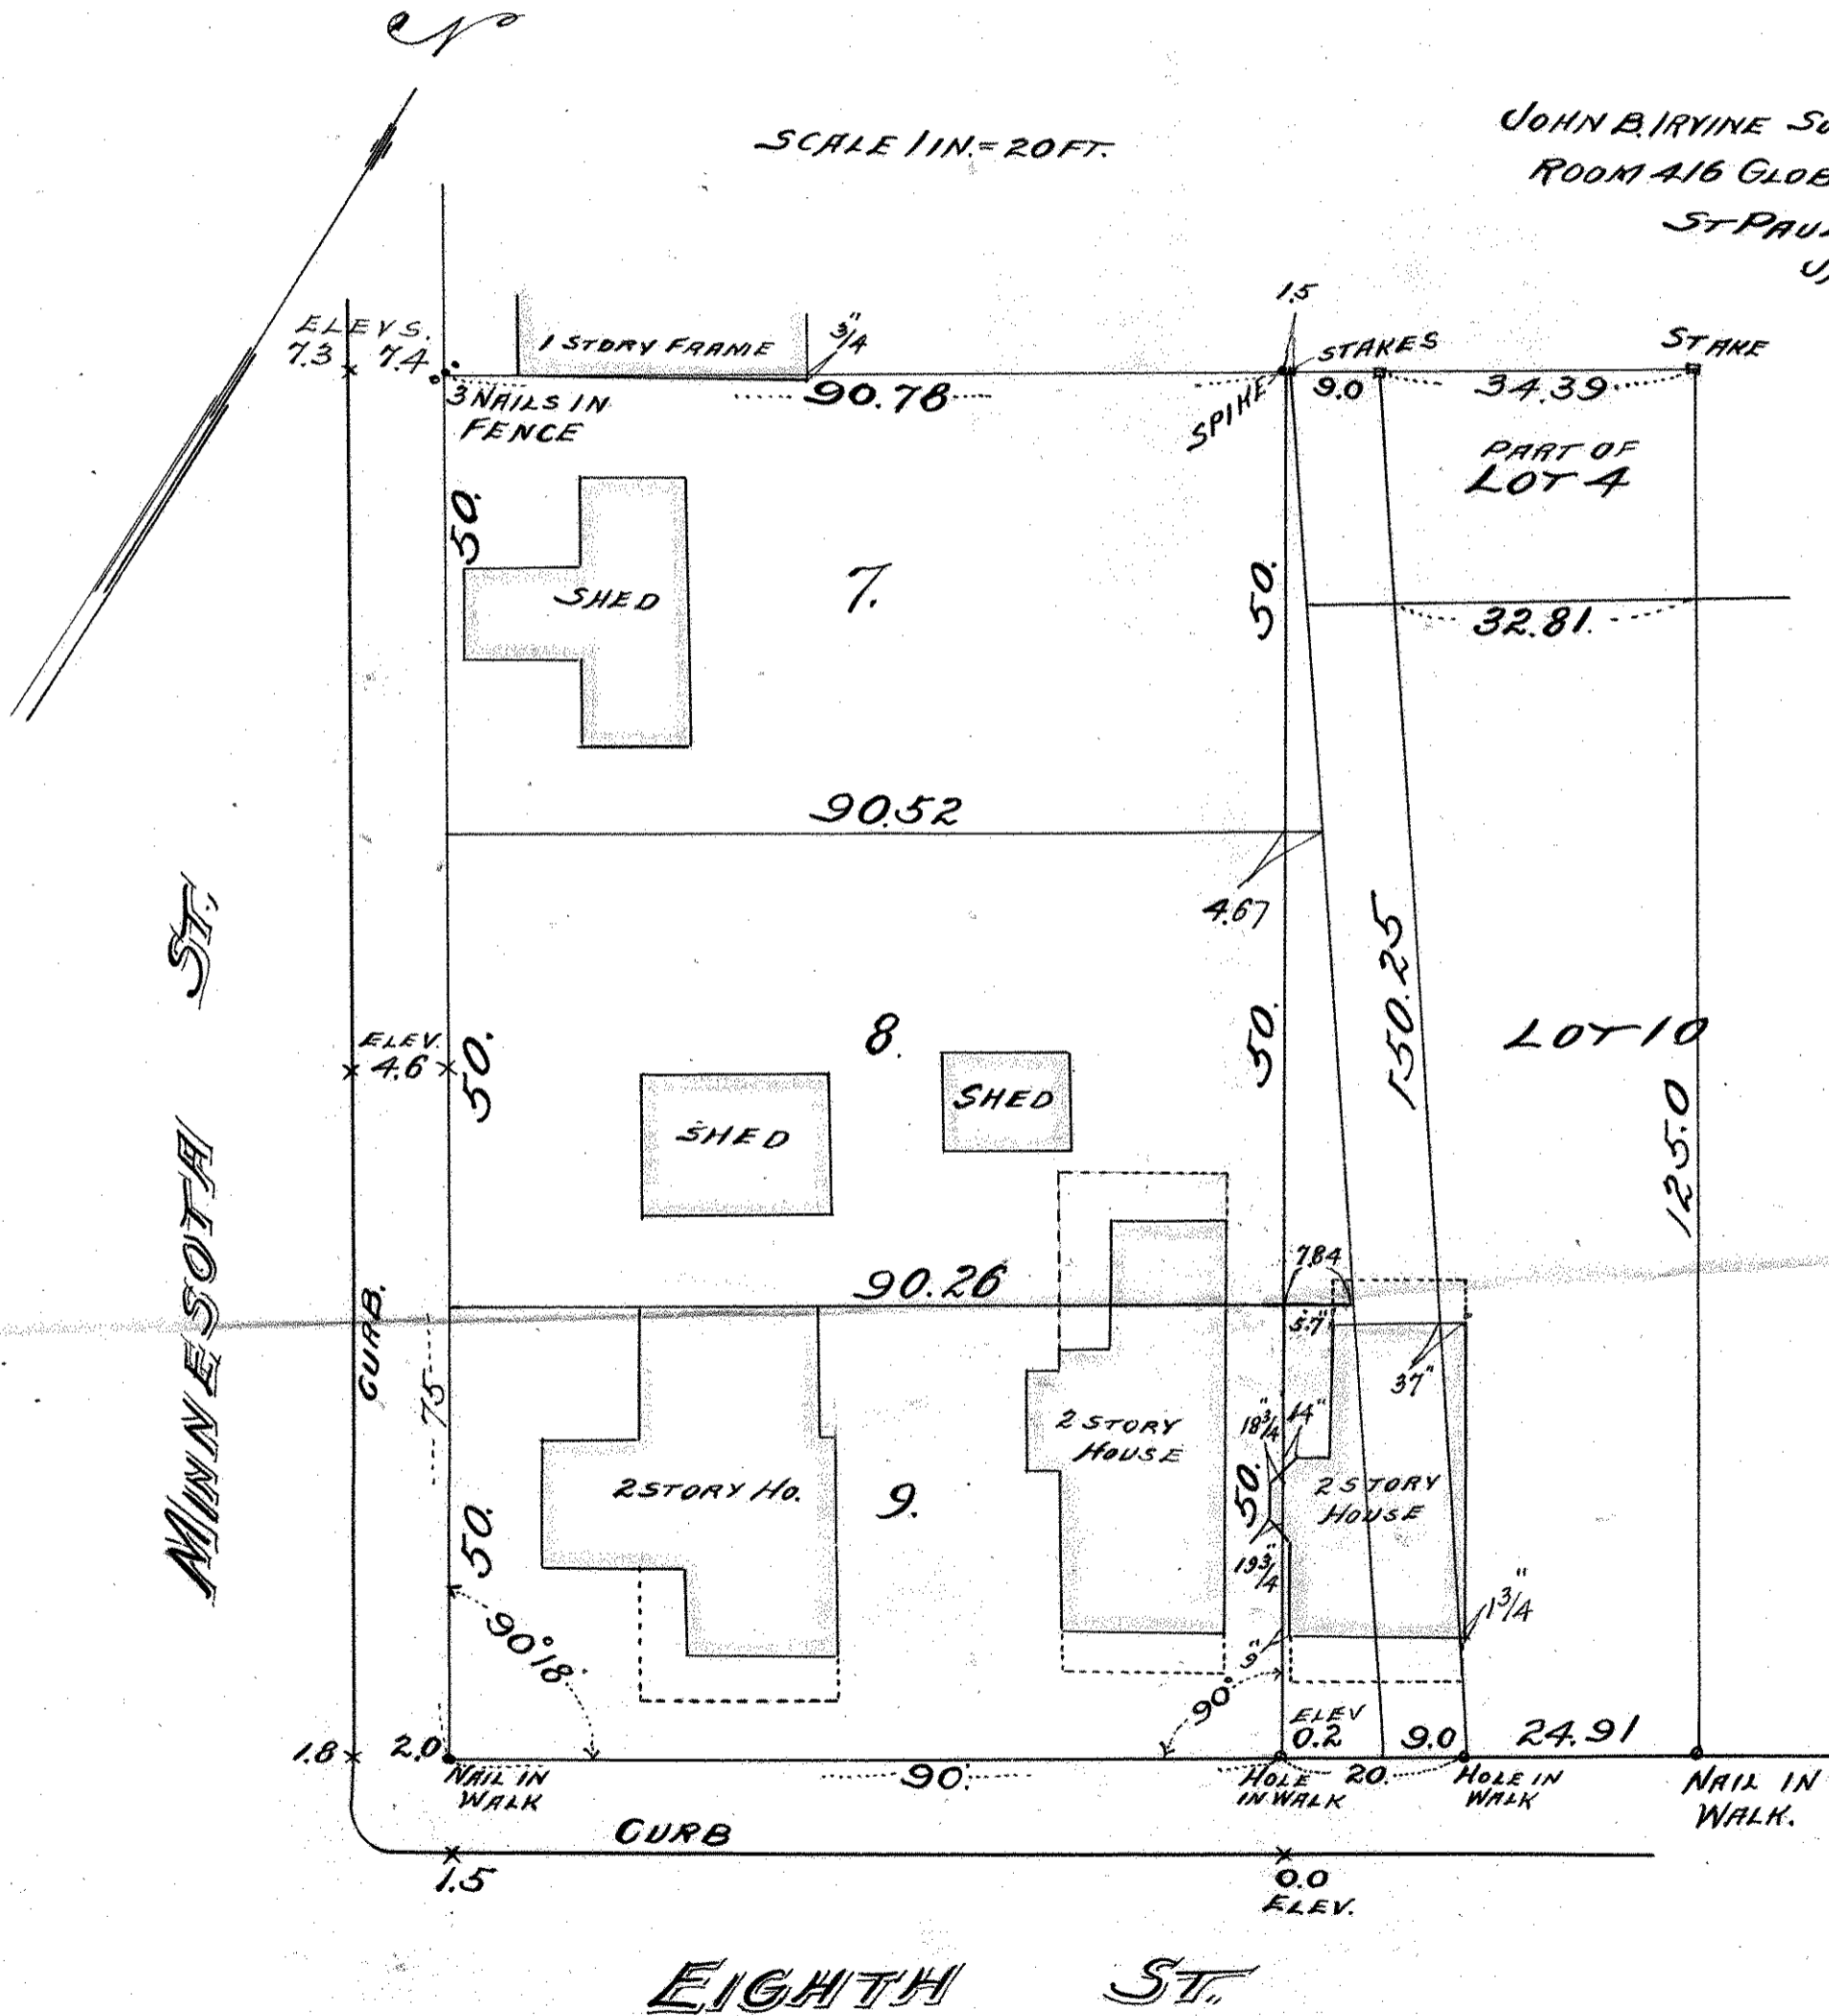 N
SCALE 1 IN. = 20 FT.
JOHN B. IRVINE
ROOM 416
ST PAUL
ELEVS.
7.3 7.4
1 STORY FRAME
3/4"
1.5
STAKES
STAKE
3 NAILS IN
FENCE
90.78
SPIKE
9.0
34.39
PART OF
LOT 4
50.
SHED
7.
50.
32.81
90.52
4.67
150.25
MINNESOTA ST.
ELEV.
4.6
50.
8.
50.
LOT 10
SHED
SHED
125.0
CURB.
75
90.26
7.84
5.7"
37"
2 STORY HO.
9.
2 STORY
HOUSE
18 3/4"
14"
50.
19 3/4"
2 STORY
HOUSE
1 3/4"
50.
90°18'
9"
90°
ELEV
0.2
9.0
24.91
1.8
2.0
NAIL IN
WALK
90.
HOLE
IN WALK
20.
HOLE IN
WALK
NAIL IN
WALK.
CURB
1.5
0.0
ELEV.
EIGHTH ST.